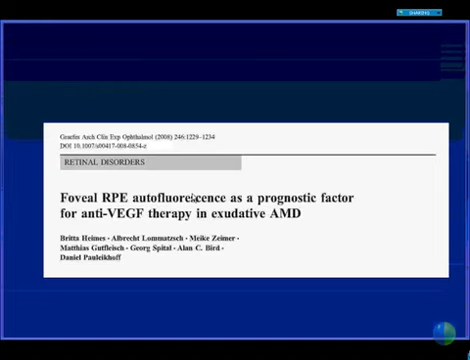 SHARING
Graefes Arch Clin Exp Ophthalmol (2008) 246:1229–1234
DOI 10.1007/s00417-008-0854-z
RETINAL DISORDERS
Foveal RPE autofluorescence as a prognostic factor
for anti-VEGF therapy in exudative AMD
Britta Heimes · Albrecht Lommatzsch · Meike Zeimer ·
Matthias Gutfleisch · Georg Spital · Alan C. Bird ·
Daniel Pauleikhoff